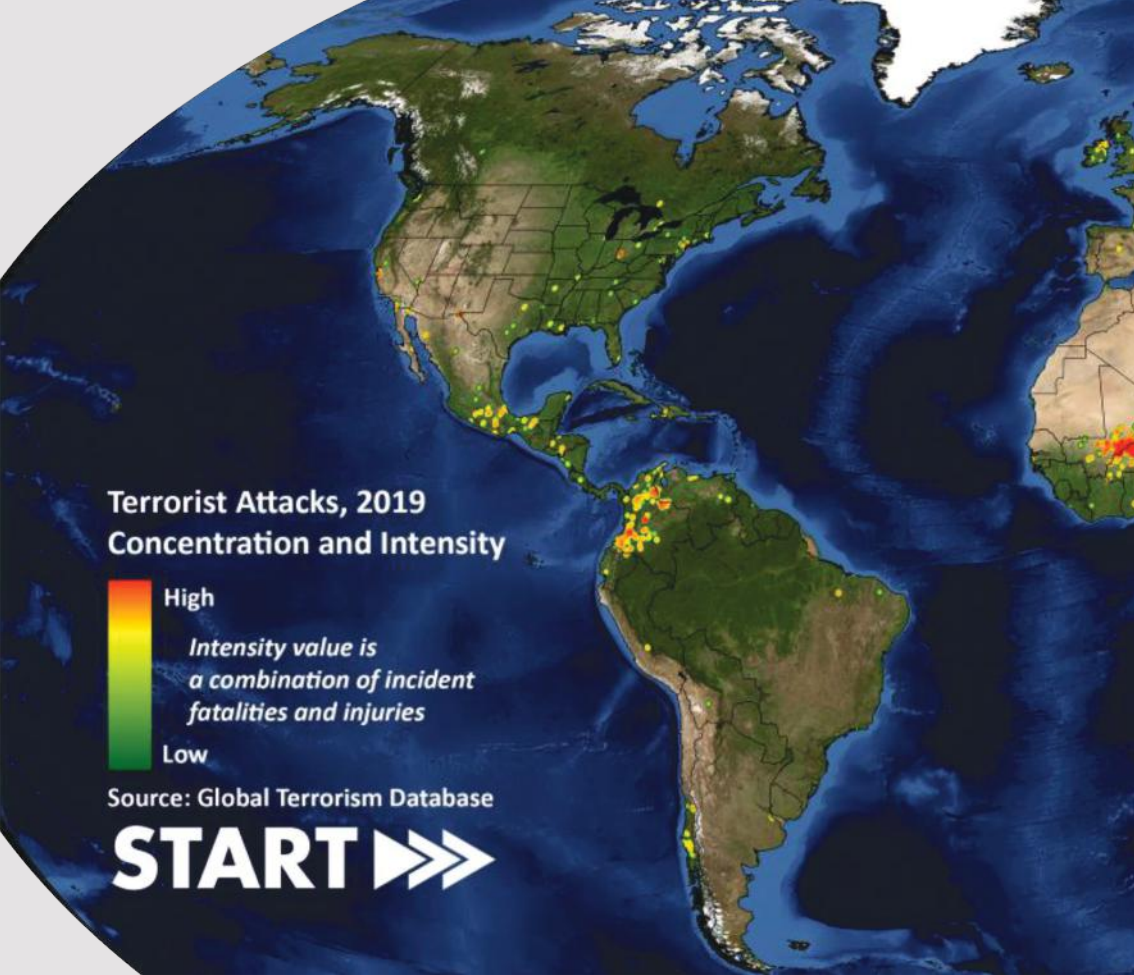 Terrorist Attacks, 2019
Concentration and Intensity
High
Intensity value is
a combination of incident
fatalities and injuries
Low
Source: Global Terrorism Database
START